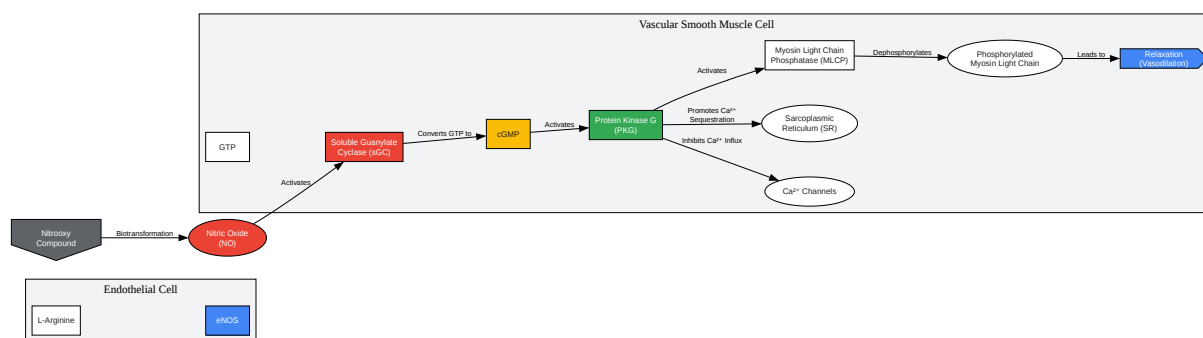 Vascular Smooth Muscle Cell
Myosin Light Chain
Phosphatase (MLCP)
Dephosphorylates
Phosphorylated
Myosin Light Chain
Leads to
Relaxation
(Vasodilation)
Activates
GTP
Soluble Guanylate
Cyclase (sGC)
Converts GTP to
cGMP
Activates
Protein Kinase G
(PKG)
Promotes Ca²⁺
Sequestration
Sarcoplasmic
Reticulum (SR)
Inhibits Ca²⁺ Influx
Ca²⁺ Channels
Activates
Nitrooxy
Compound
Biotransformation
Nitric Oxide
(NO)
Endothelial Cell
L-Arginine
eNOS